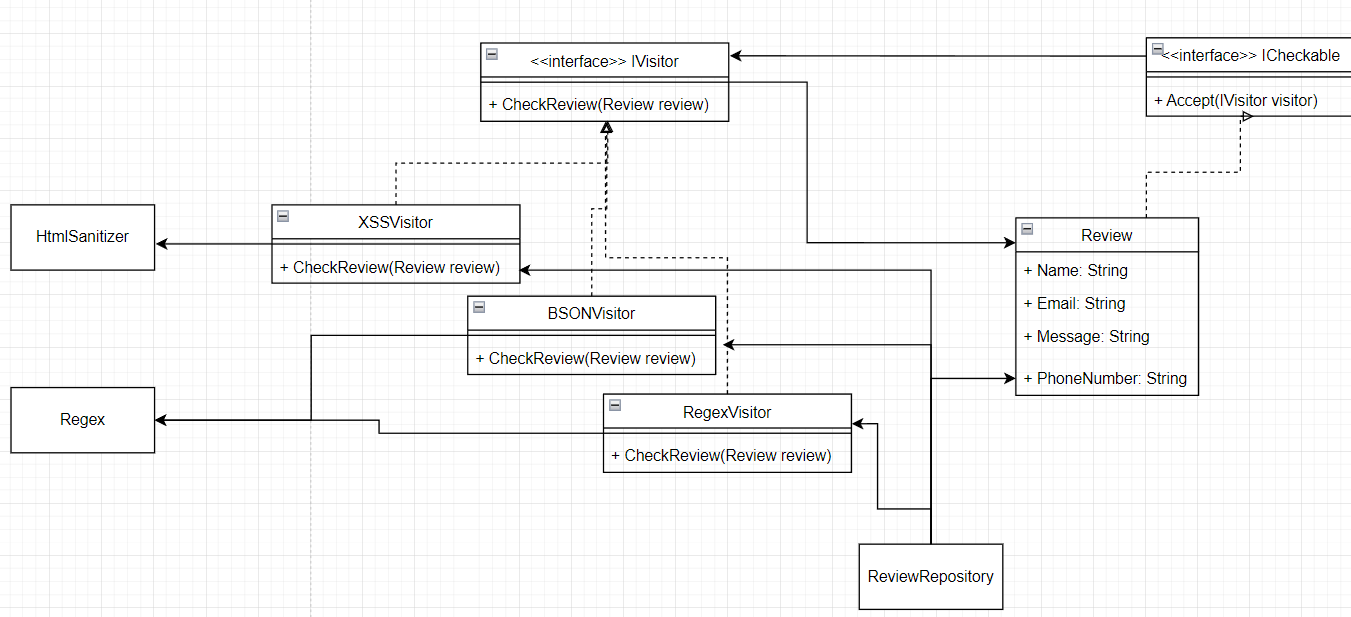 <<interface>> IVisitor
+ CheckReview(Review review)
<<interface>> ICheckable
+ Accept(IVisitor visitor)
HtmlSanitizer
XSSVisitor
+ CheckReview(Review review)
Review
+ Name: String
+ Email: String
+ Message: String
+ PhoneNumber: String
BSONVisitor
+ CheckReview(Review review)
Regex
RegexVisitor
+ CheckReview(Review review)
ReviewRepository